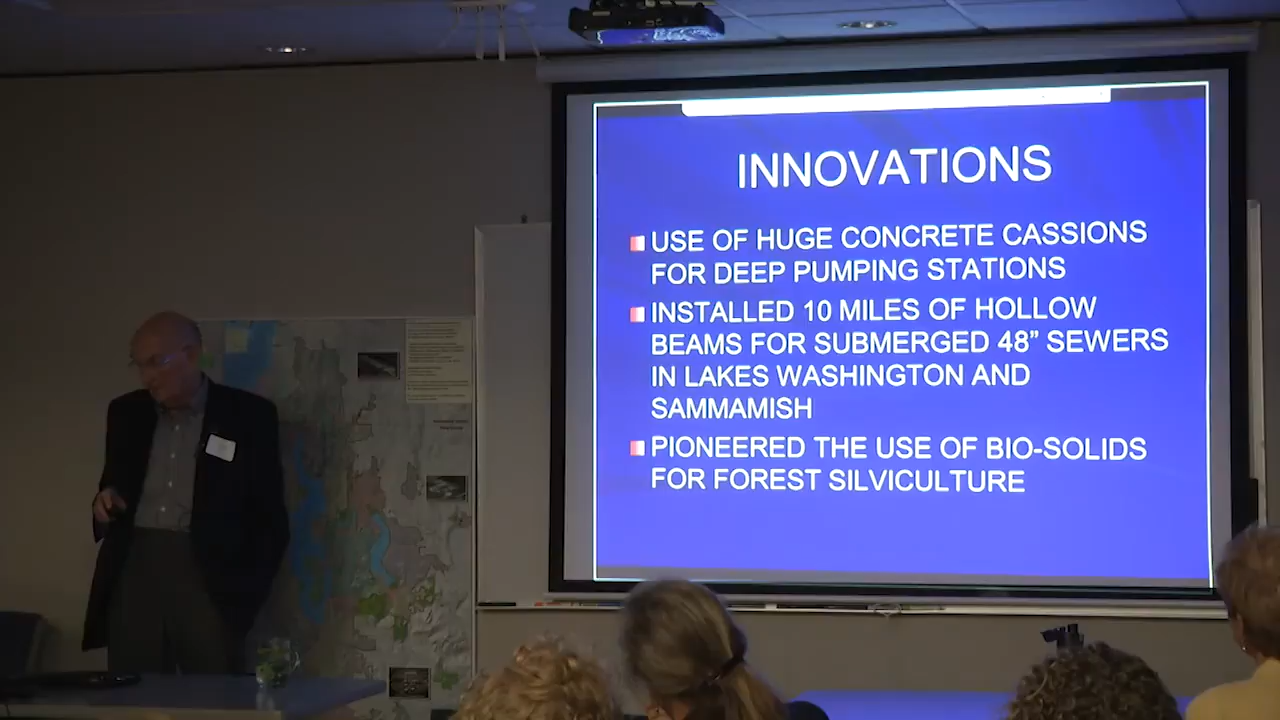 INNOVATIONS
USE OF HUGE CONCRETE CASSIONS
FOR DEEP PUMPING STATIONS
INSTALLED 10 MILES OF HOLLOW
BEAMS FOR SUBMERGED 48” SEWERS
IN LAKES WASHINGTON AND
SAMMAMISH
PIONEERED THE USE OF BIO-SOLIDS
FOR FOREST SILVICULTURE